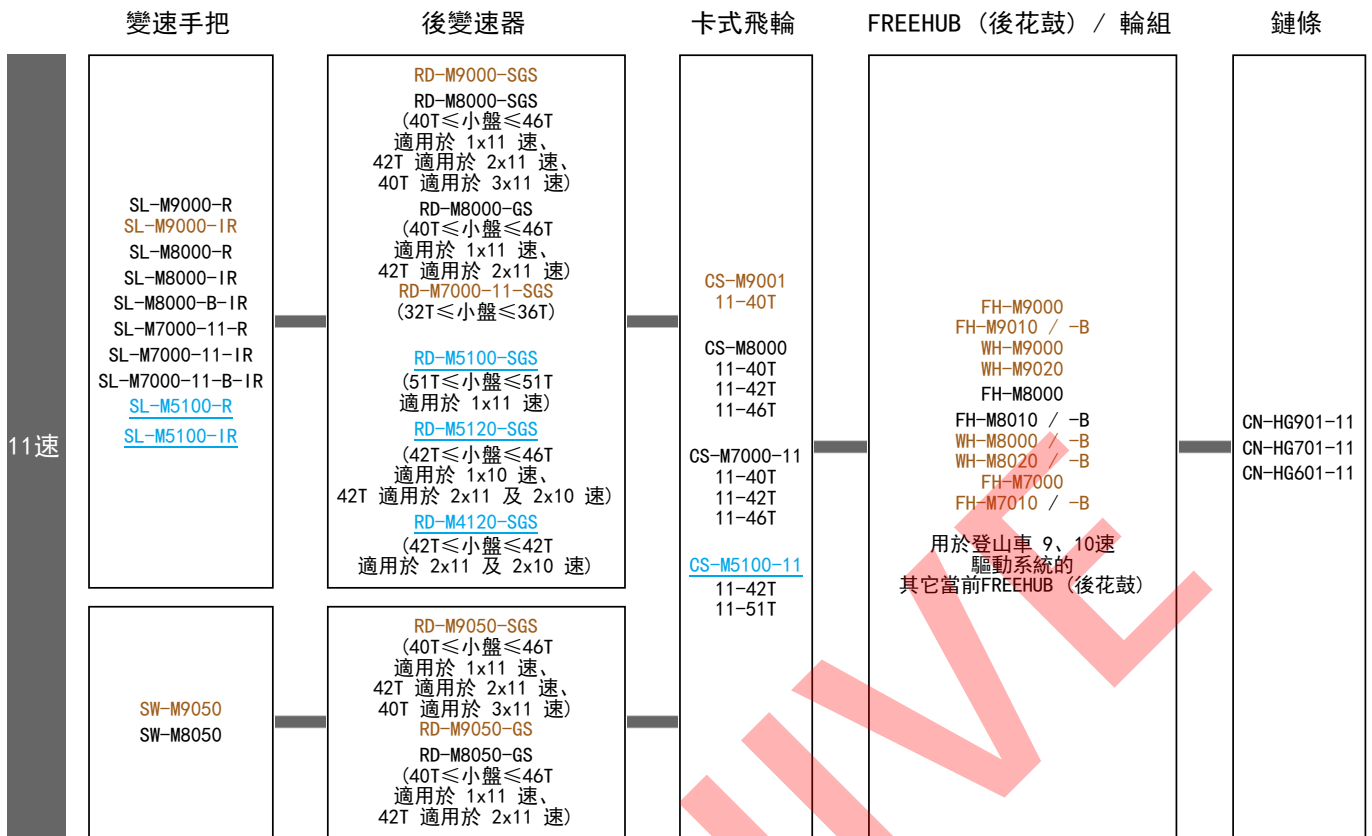 變速手把
後變速器
卡式飛輪
FREEHUB (後花鼓) / 輪組
鏈條
11速
SL-M9000-R
SL-M9000-IR
SL-M8000-R
SL-M8000-IR
SL-M8000-B-IR
SL-M7000-11-R
SL-M7000-11-IR
SL-M7000-11-B-IR
SL-M5100-R
SL-M5100-IR
RD-M9000-SGS
RD-M8000-SGS
(40T≤小盤≤46T
適用於 1x11 速、
42T 適用於 2x11 速、
40T 適用於 3x11 速)
RD-M8000-GS
(40T≤小盤≤46T
適用於 1x11 速、
42T 適用於 2x11 速)
RD-M7000-11-SGS
(32T≤小盤≤36T)
RD-M5100-SGS
(51T≤小盤≤51T
適用於 1x11 速)
RD-M5120-SGS
(42T≤小盤≤46T
適用於 1x10 速、
42T 適用於 2x11 及 2x10 速)
RD-M4120-SGS
(42T≤小盤≤42T
適用於 2x11 及 2x10 速)
SW-M9050
SW-M8050
RD-M9050-SGS
(40T≤小盤≤46T
適用於 1x11 速、
42T 適用於 2x11 速、
40T 適用於 3x11 速)
RD-M9050-GS
RD-M8050-GS
(40T≤小盤≤46T
適用於 1x11 速、
42T 適用於 2x11 速)
CS-M9001
11-40T
CS-M8000
11-40T
11-42T
11-46T
CS-M7000-11
11-40T
11-42T
11-46T
CS-M5100-11
11-42T
11-51T
FH-M9000
FH-M9010 / -B
WH-M9000
WH-M9020
FH-M8000
FH-M8010 / -B
WH-M8000 / -B
WH-M8020 / -B
FH-M7000
FH-M7010 / -B
用於登山車 9、10速
驅動系統的
其它當前FREEHUB (後花鼓)
CN-HG901-11
CN-HG701-11
CN-HG601-11